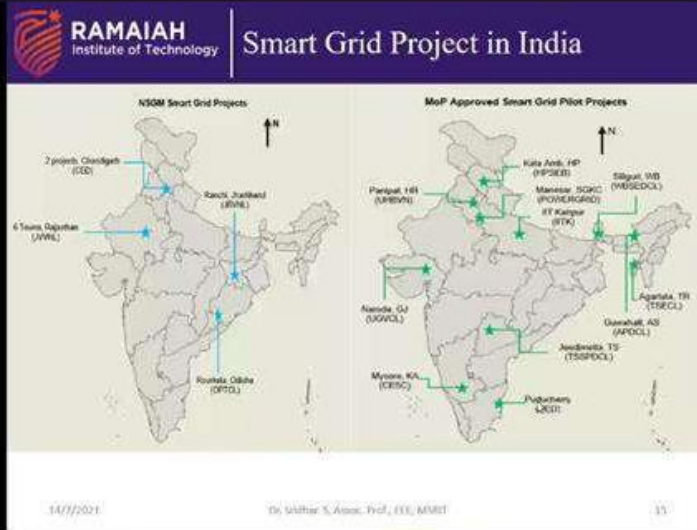 RAMAIAH
Institute of Technology
Smart Grid Project in India
NSGM Smart Grid Projects
N
2 projects, Chandigarh
(CED)
Ranchi, Jharkhand
(JBVNL)
6 Towns, Rajasthan
(JVVNL)
Rourkela, Odisha
(OPTCL)
MoP Approved Smart Grid Pilot Projects
N
Kala Amb, HP
(HPSEB)
Siliguri, WB
(WBSEDCL)
Panipat, HR
(UHBVN)
Manesar, SGKC
(POWERGRID)
IIT Kanpur
(IITK)
Agartala, TR
(TSECL)
Naroda, GJ
(UGVCL)
Guwahati, AS
(APDCL)
Jeedimetla, TS
(TSSPDCL)
Mysore, KA
(CESC)
Puducherry
(PED)
14/7/2021
Dr. Sridhar S, Assoc. Prof., EEE, MSRIT
15